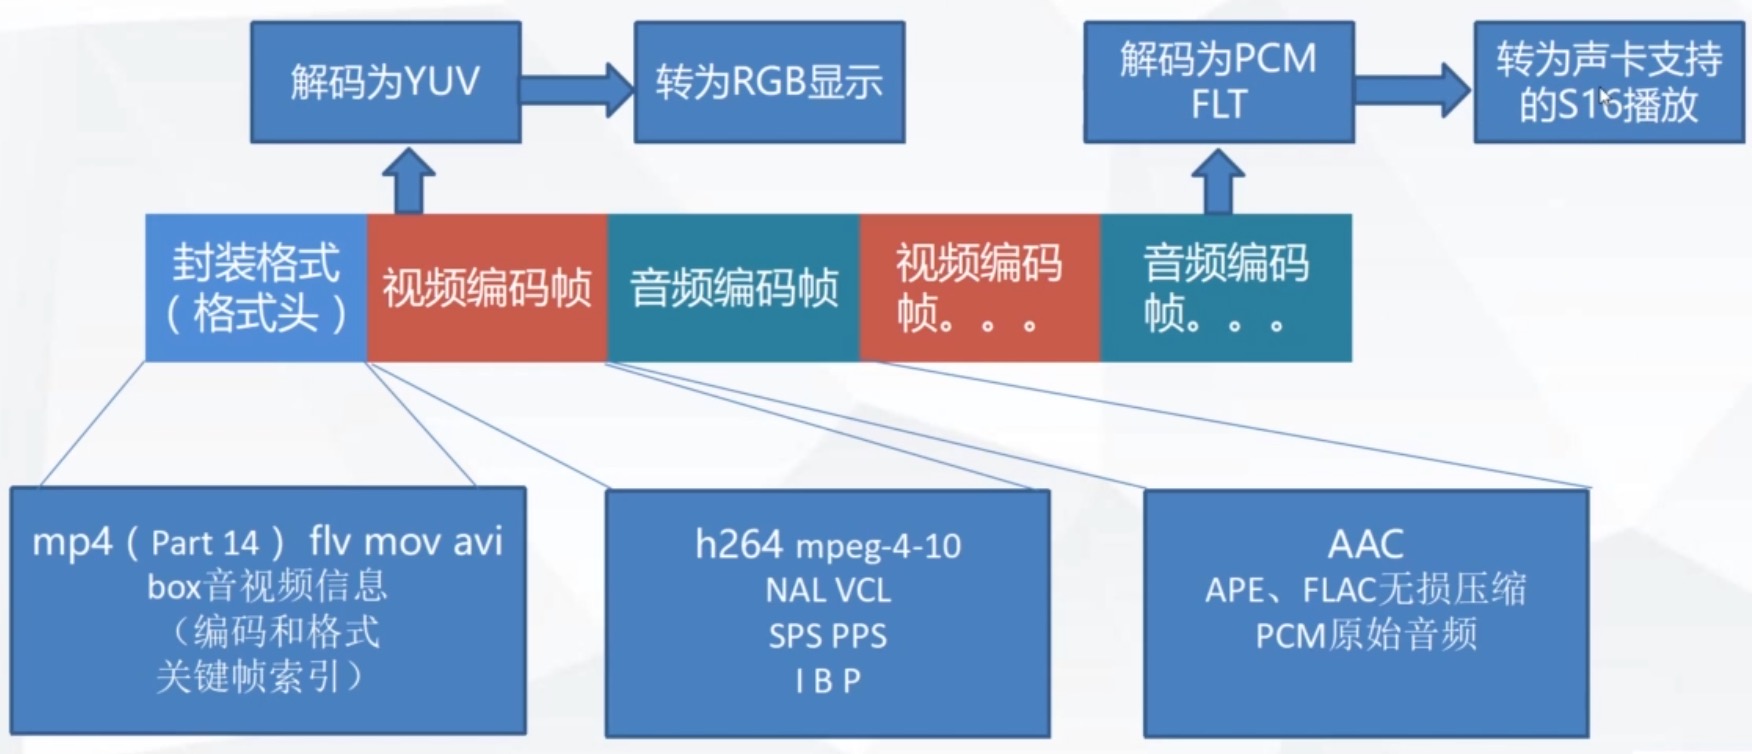 解码为YUV
转为RGB显示
解码为PCM
FLT
转为声卡支持
的S16播放
封装格式
（格式头）
视频编码帧
音频编码帧
视频编码
帧。。。
音频编码
帧。。。
mp4（Part 14） flv mov avi
box音视频信息
（编码和格式
关键帧索引）
h264 mpeg-4-10
NAL VCL
SPS PPS
I B P
AAC
APE、FLAC无损压缩
PCM原始音频